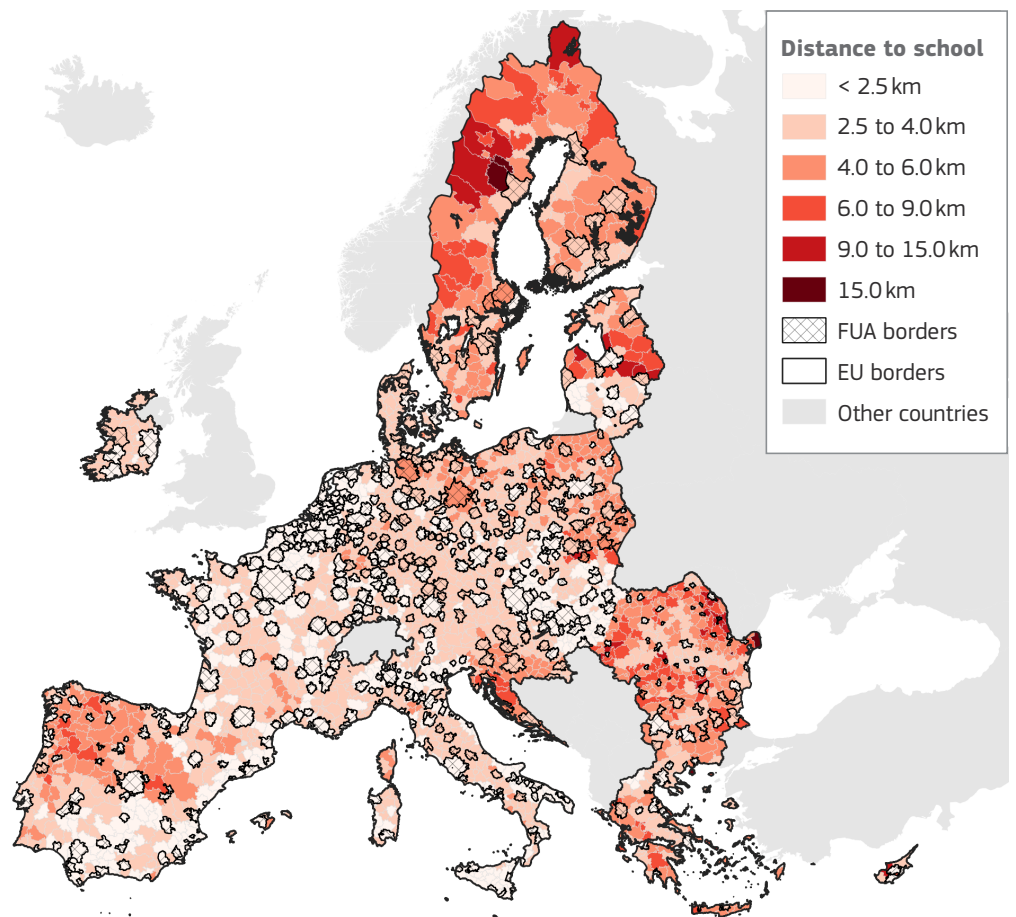 Distance to school
< 2.5 km
2.5 to 4.0 km
4.0 to 6.0 km
6.0 to 9.0 km
9.0 to 15.0 km
15.0 km
FUA borders
EU borders
Other countries